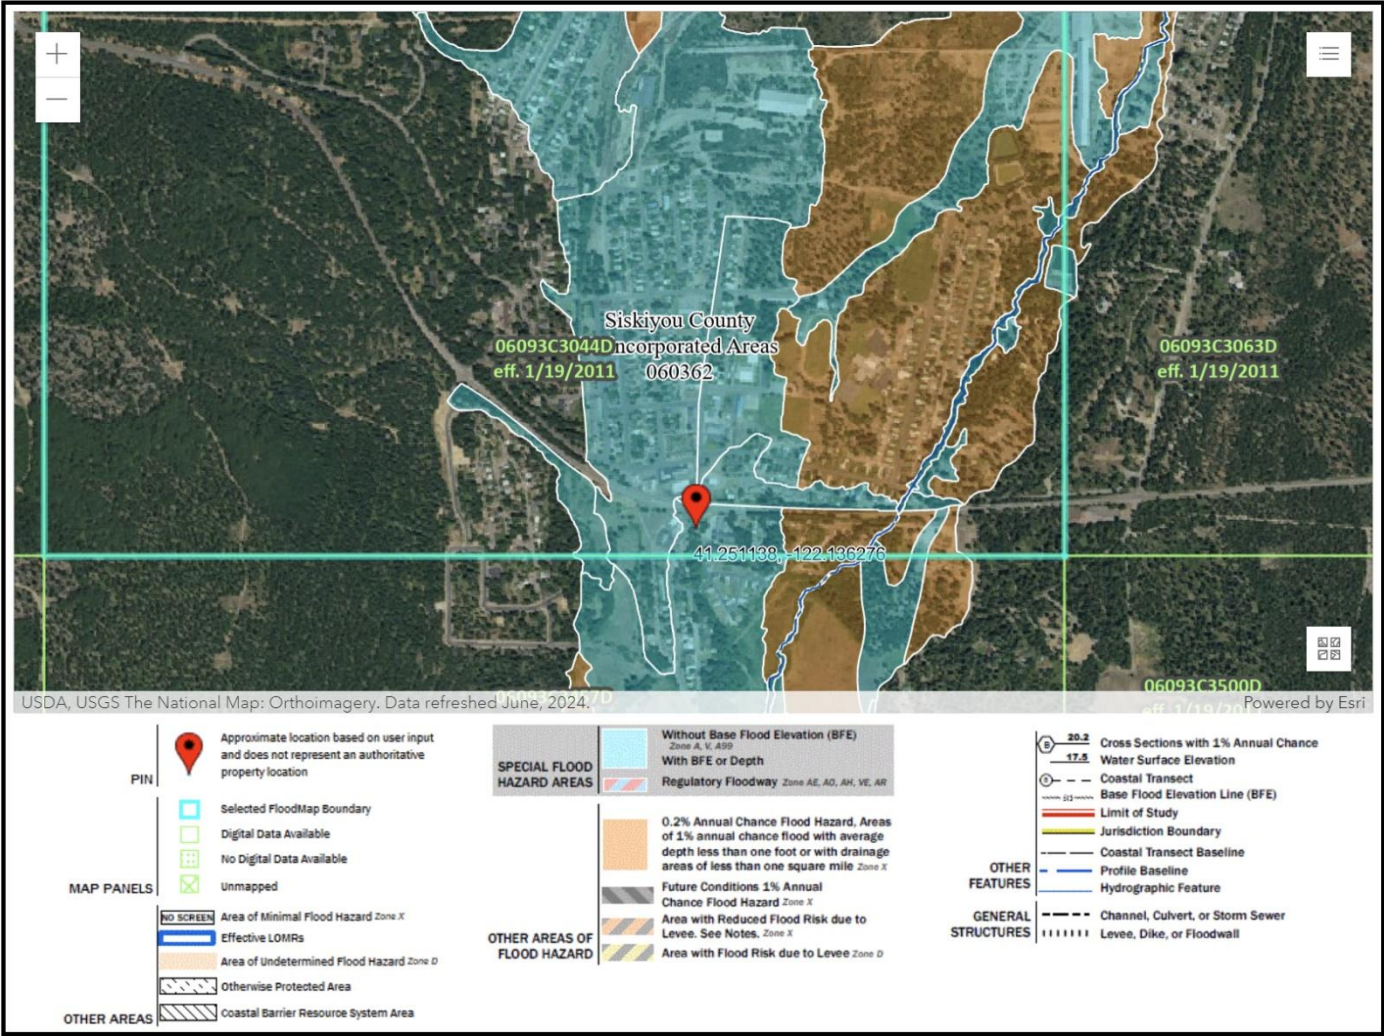 Siskiyou County
ncorporated Areas
060362
06093C3044D
eff. 1/19/2011
06093C3063D
eff. 1/19/2011
41.251138, -122.136276
06093C3500D
USDA, USGS The National Map: Orthoimagery. Data refreshed June, 2024.
Powered by Esri
PIN
Approximate location based on user input
and does not represent an authoritative
property location
MAP PANELS
Selected FloodMap Boundary
Digital Data Available
No Digital Data Available
Unmapped
OTHER AREAS
NO SCREEN Area of Minimal Flood Hazard Zone X
Effective LOMRs
Area of Undetermined Flood Hazard Zone D
Otherwise Protected Area
Coastal Barrier Resource System Area
SPECIAL FLOOD
HAZARD AREAS
Without Base Flood Elevation (BFE)
Zone A, V, A99
With BFE or Depth
Regulatory Floodway Zone AE, AO, AH, VE, AR
OTHER AREAS OF
FLOOD HAZARD
0.2% Annual Chance Flood Hazard, Areas
of 1% annual chance flood with average
depth less than one foot or with drainage
areas of less than one square mile Zone X
Future Conditions 1% Annual
Chance Flood Hazard Zone X
Area with Reduced Flood Risk due to
Levee. See Notes. Zone X
Area with Flood Risk due to Levee Zone D
OTHER
FEATURES
B 20.2 Cross Sections with 1% Annual Chance
17.5 Water Surface Elevation
8 Coastal Transect
513 Base Flood Elevation Line (BFE)
Limit of Study
Jurisdiction Boundary
Coastal Transect Baseline
Profile Baseline
Hydrographic Feature
GENERAL
STRUCTURES
Channel, Culvert, or Storm Sewer
Levee, Dike, or Floodwall